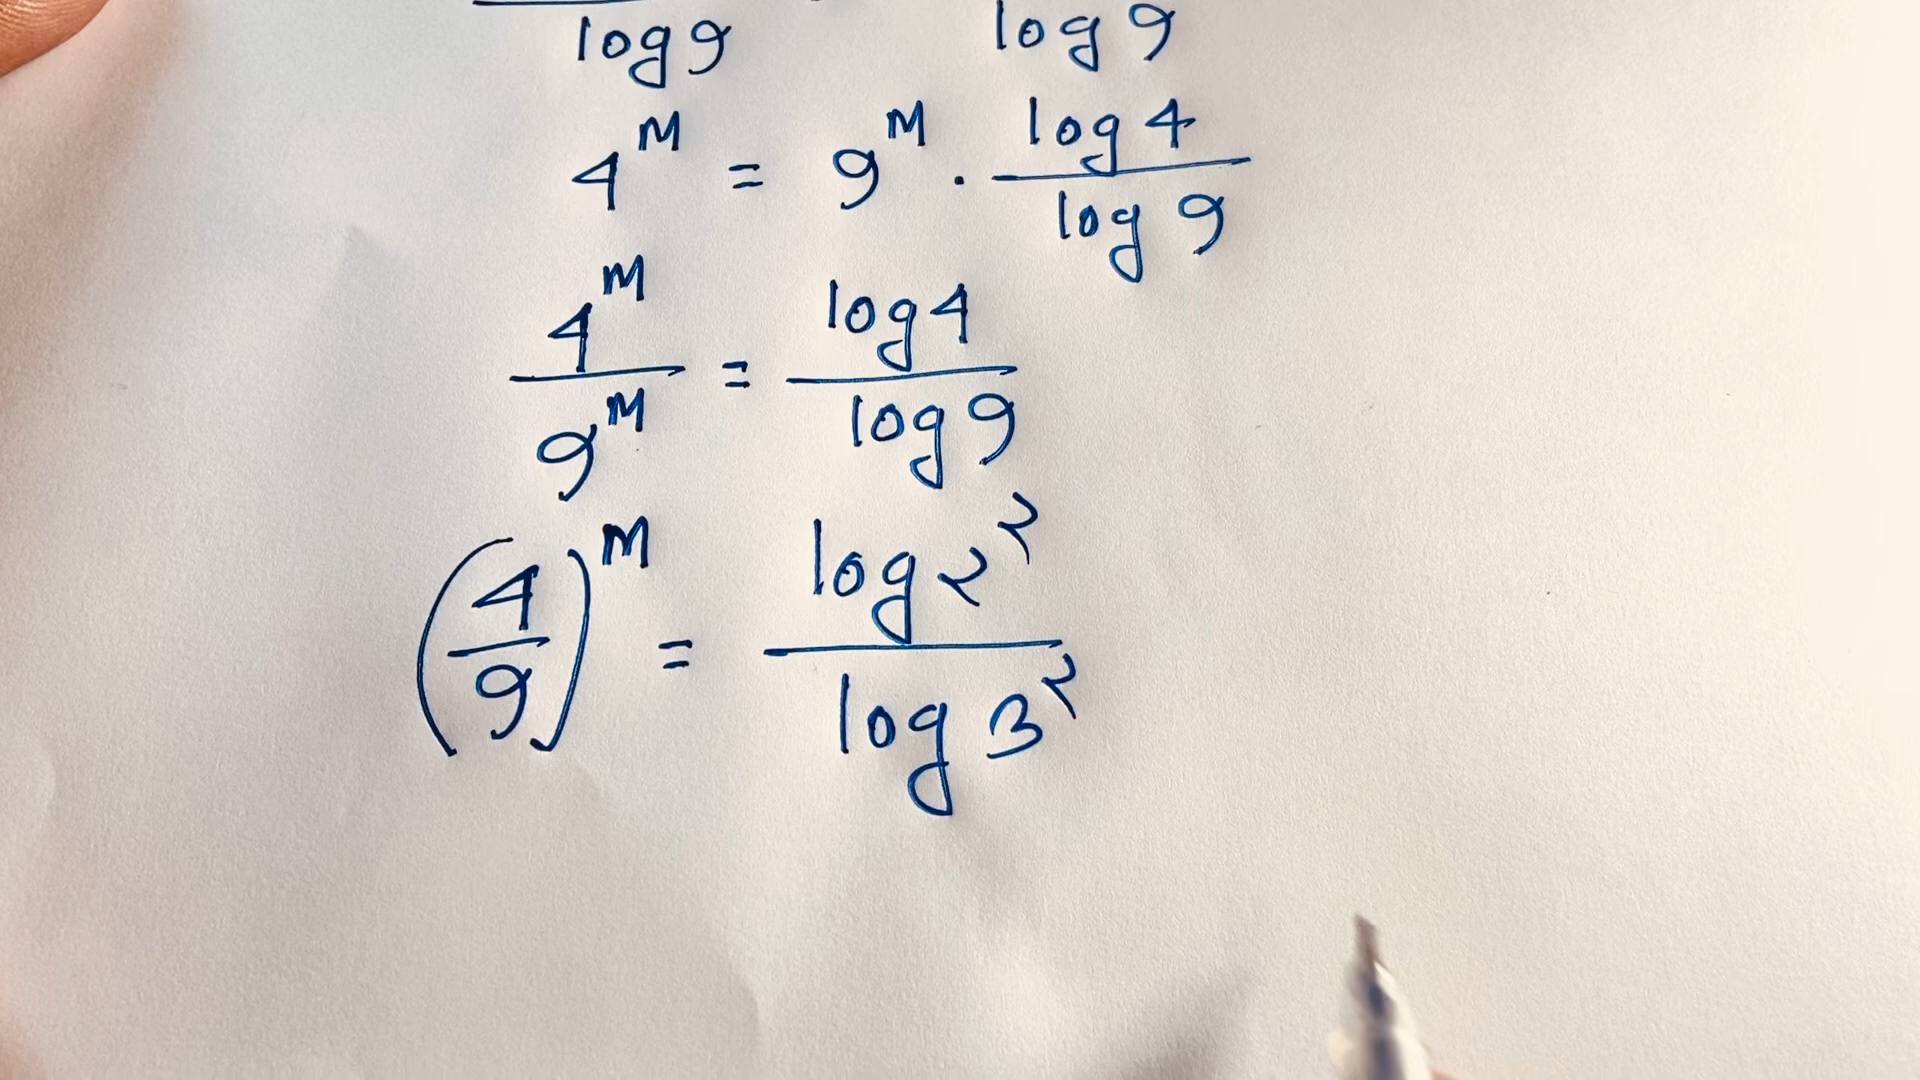 log 9 log 9
4^M = 9^M . log 4 / log 9
4^M / 9^M = log 4 / log 9
(4/9)^M = log 2^2 / log 3^2